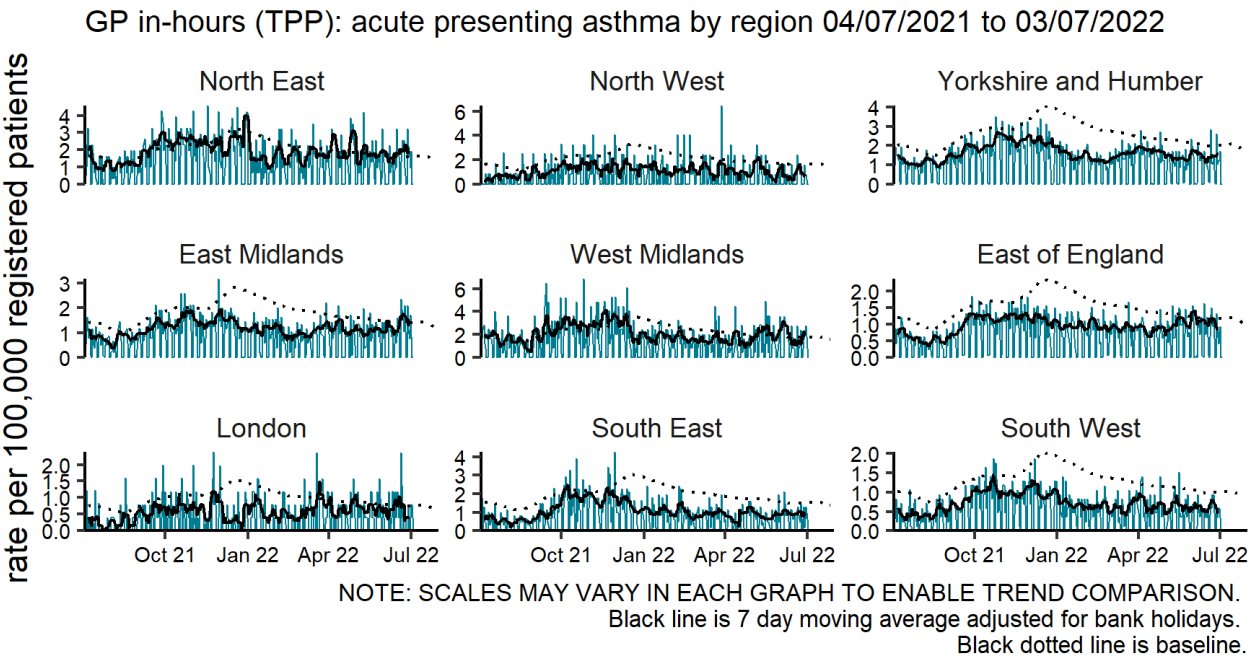 GP in-hours (TPP): acute presenting asthma by region 04/07/2021 to 03/07/2022
rate per 100,000 registered patients
North East
4
3
2
1
0
North West
6
4
2
0
Yorkshire and Humber
4
3
2
1
0
East Midlands
3
2
1
0
West Midlands
6
4
2
0
East of England
2.0
1.5
1.0
0.5
0.0
London
2.0
1.5
1.0
0.5
0.0
Oct 21 Jan 22 Apr 22 Jul 22
South East
4
3
2
1
0
Oct 21 Jan 22 Apr 22 Jul 22
South West
2.0
1.5
1.0
0.5
0.0
Oct 21 Jan 22 Apr 22 Jul 22
NOTE: SCALES MAY VARY IN EACH GRAPH TO ENABLE TREND COMPARISON.
Black line is 7 day moving average adjusted for bank holidays.
Black dotted line is baseline.